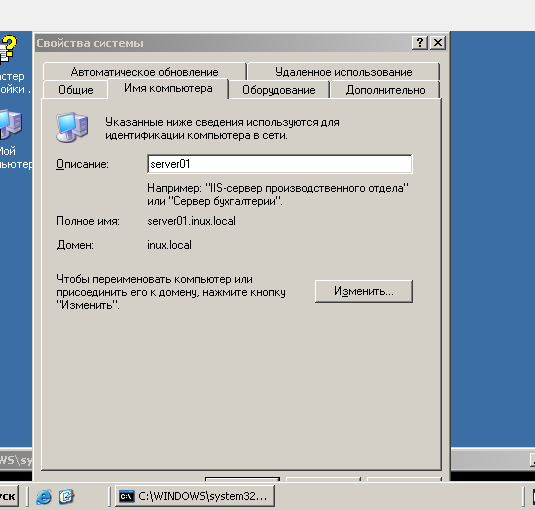 Свойства системы
Автоматическое обновление
Удаленное использование
Общие
Имя компьютера
Оборудование
Дополнительно
Указанные ниже сведения используются для
идентификации компьютера в сети.
Описание:
server01
Например: "IIS-сервер производственного отдела"
или "Сервер бухгалтерии".
Полное имя:
server01.inux.local
Домен:
inux.local
Чтобы переименовать компьютер или
присоединить его к домену, нажмите кнопку
"Изменить".
Изменить...
стер
ойки .
Мой
ьютер
WS\sy
уск
C:\WINDOWS\system32...